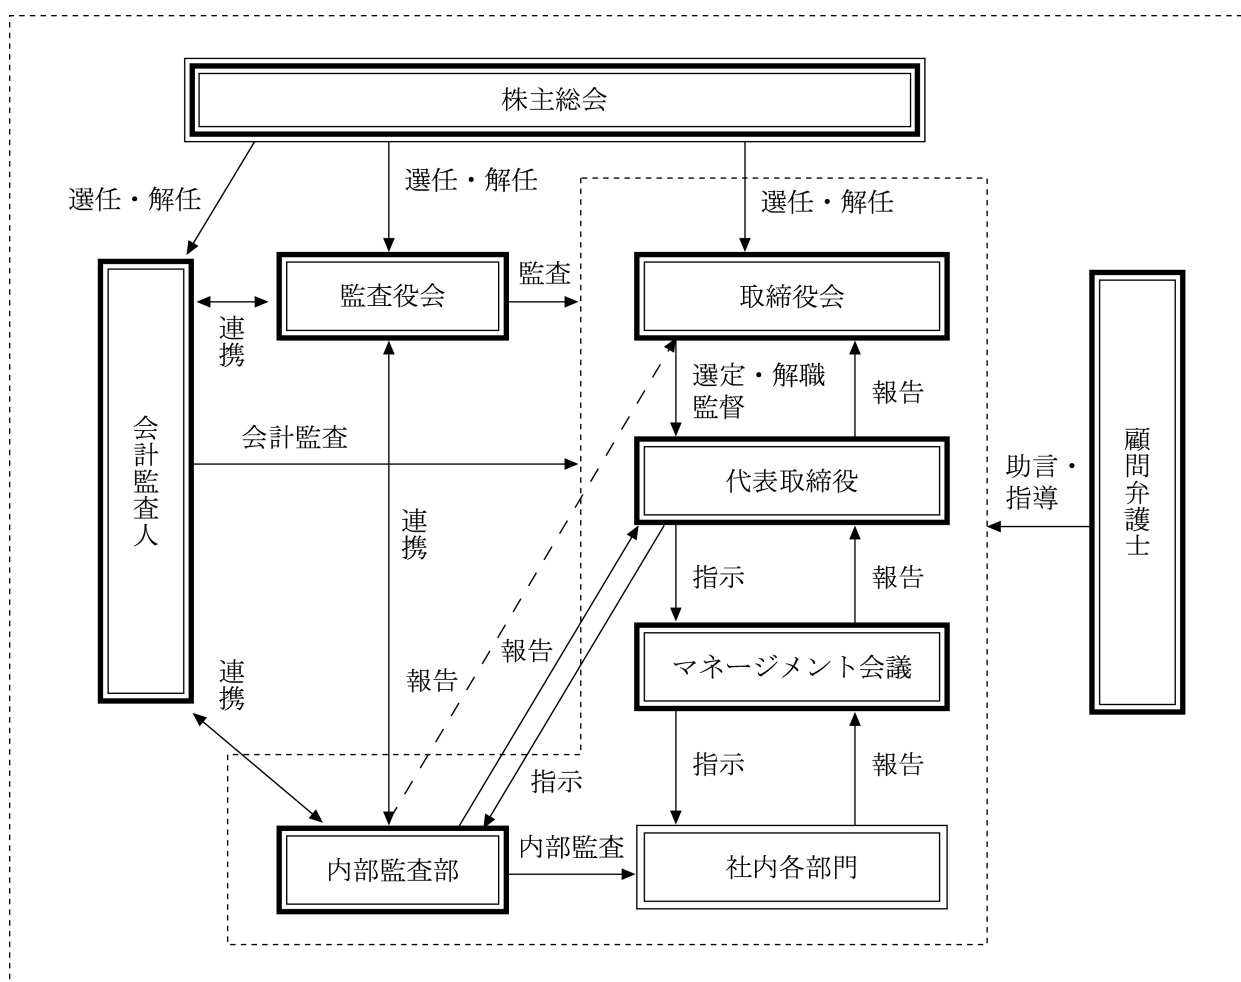 株主総会
選任・解任
選任・解任
選任・解任
監査役会
監査
取締役会
連携
選定・解職
監督
報告
会計監査人
会計監査
代表取締役
顧問弁護士
助言・
指導
連携
指示
報告
報告
報告
マネージメント会議
連携
指示
指示
報告
内部監査部
内部監査
社内各部門